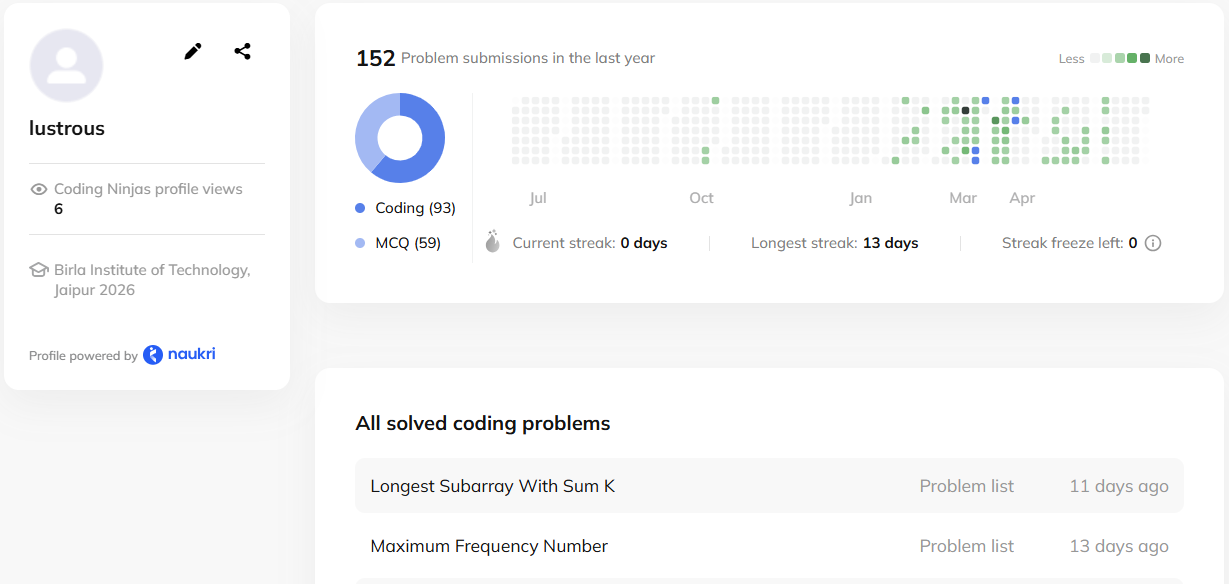 lustrous
Coding Ninjas profile views
6
Birla Institute of Technology,
Jaipur 2026
Profile powered by naukri
152 Problem submissions in the last year
Less More
Coding (93)
MCQ (59)
Jul Oct Jan Mar Apr
Current streak: 0 days Longest streak: 13 days Streak freeze left: 0
All solved coding problems
Longest Subarray With Sum K Problem list 11 days ago
Maximum Frequency Number Problem list 13 days ago